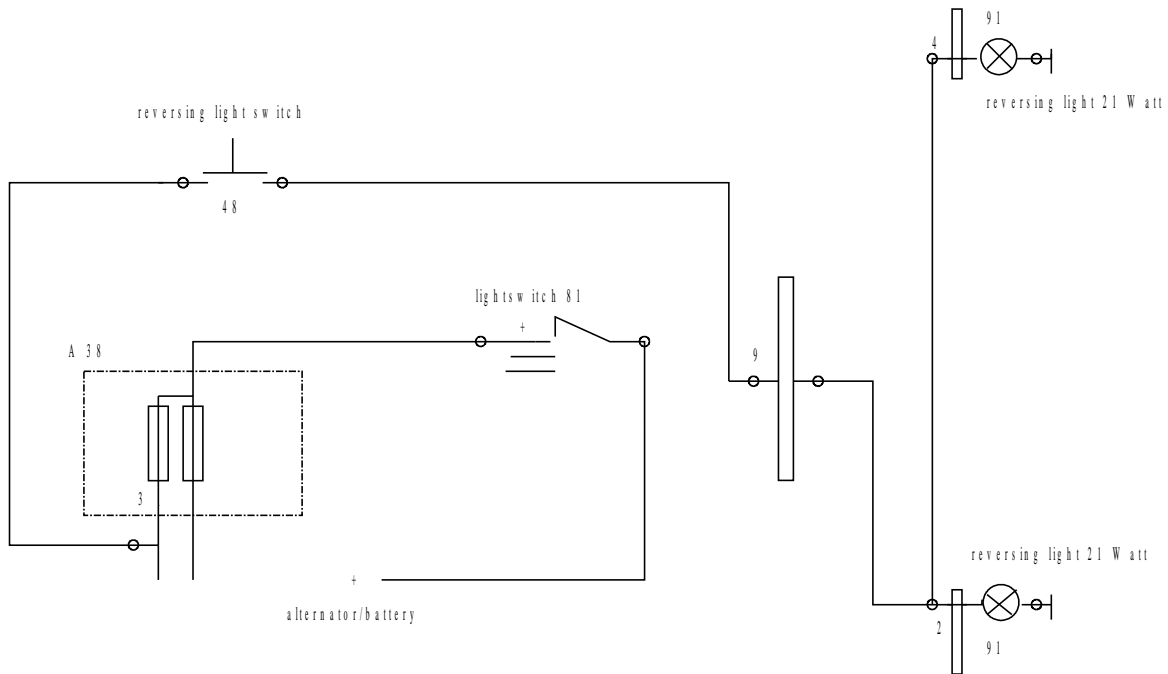 91
4
reversing light 21 Watt
reversing light switch
48
lightswitch 81
+
A 38
9
3
reversing light 21 Watt
+
alternator/battery
2
91